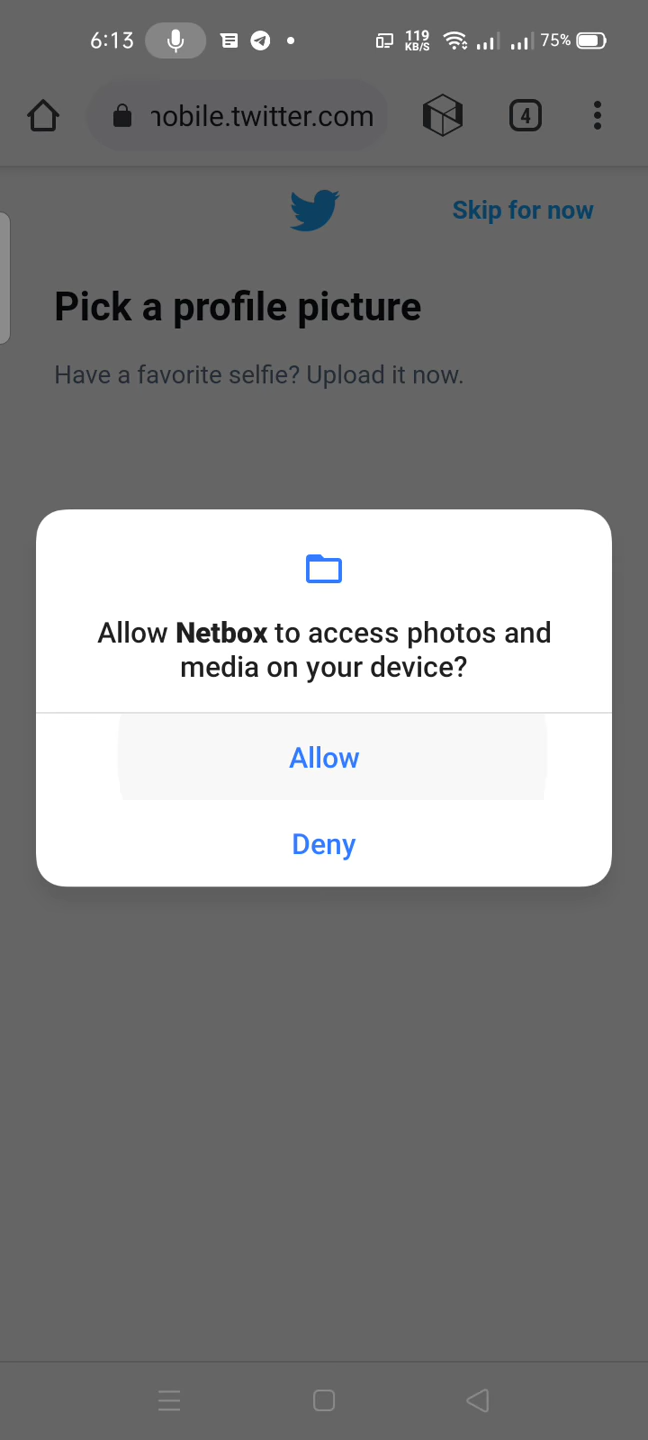 6:13 119 KB/S 75%
nobile.twitter.com 4
Skip for now
Pick a profile picture
Have a favorite selfie? Upload it now.
Allow Netbox to access photos and
media on your device?
Allow
Deny